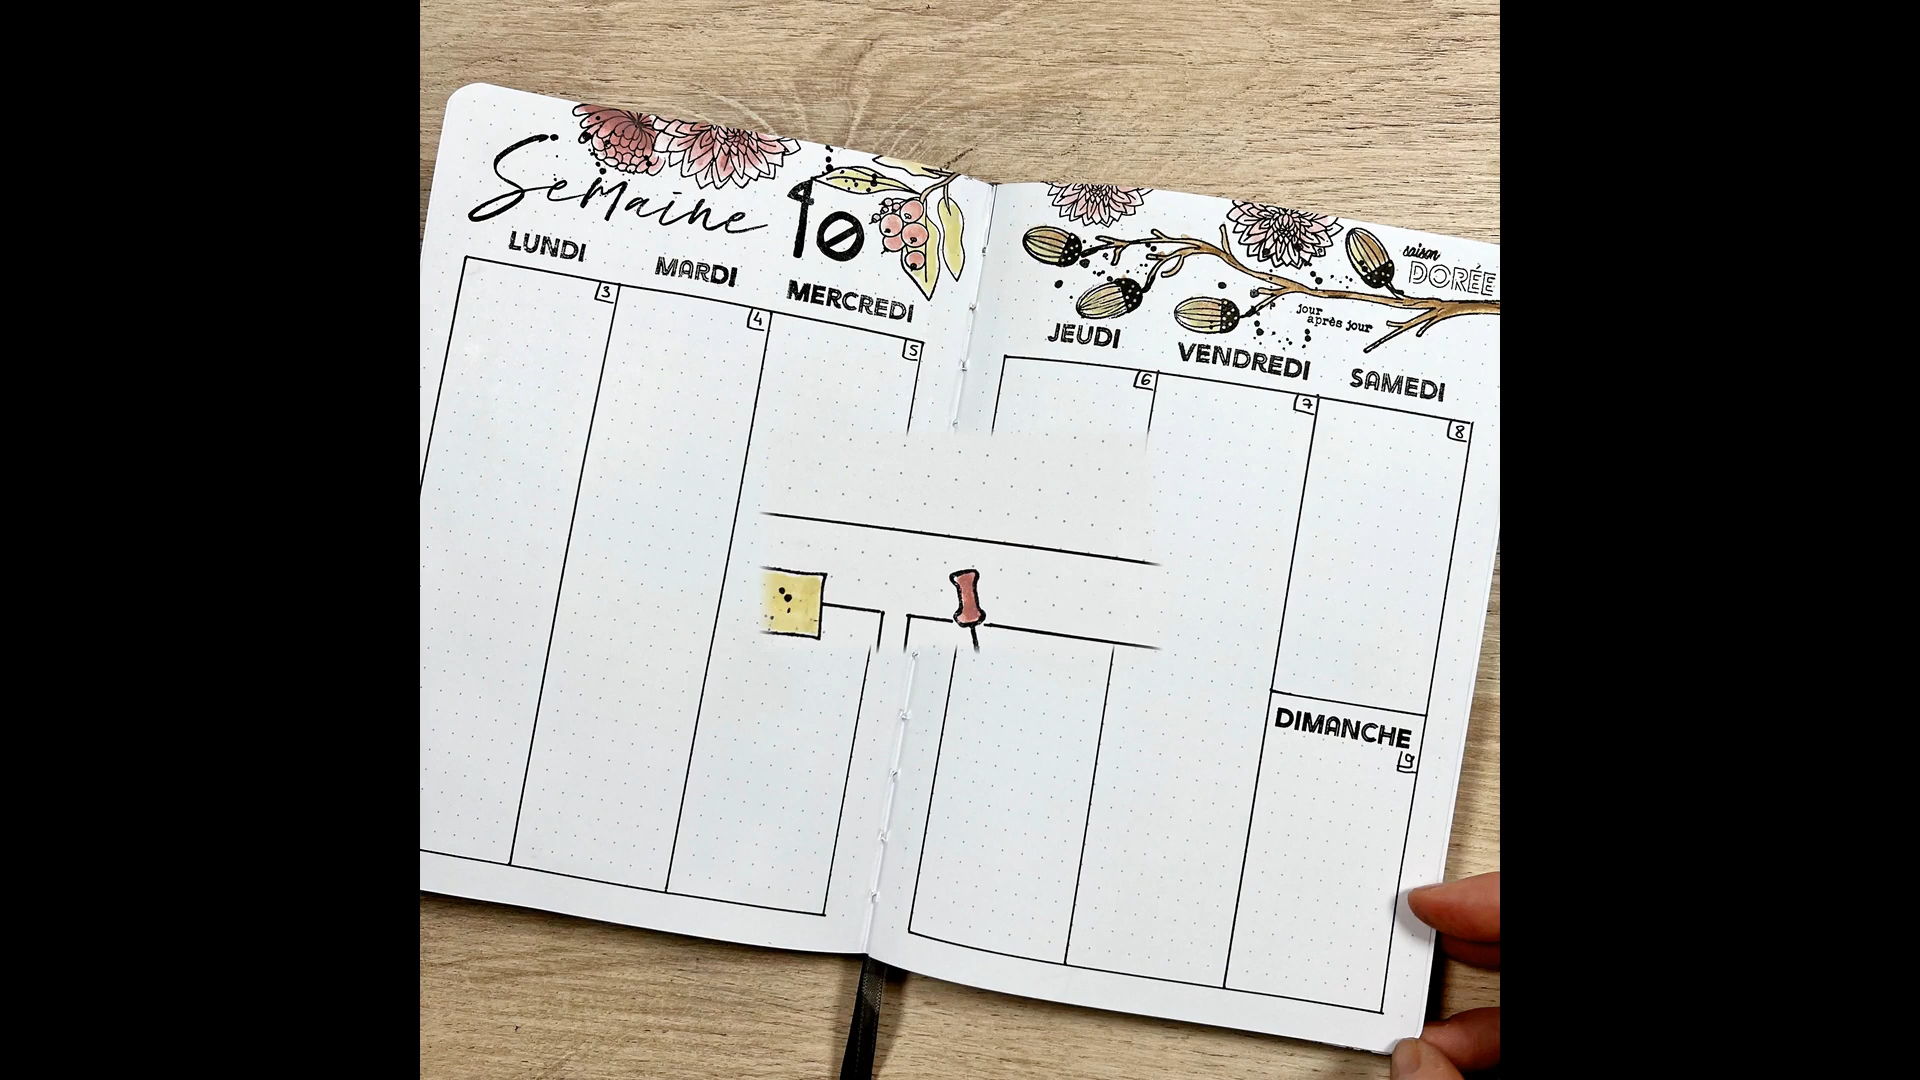 Semaine 10
LUNDI
MARDI
MERCREDI
3
4
5
saison
DORÉE
jour
après jour
JEUDI
VENDREDI
SAMEDI
6
7
8
DIMANCHE
9